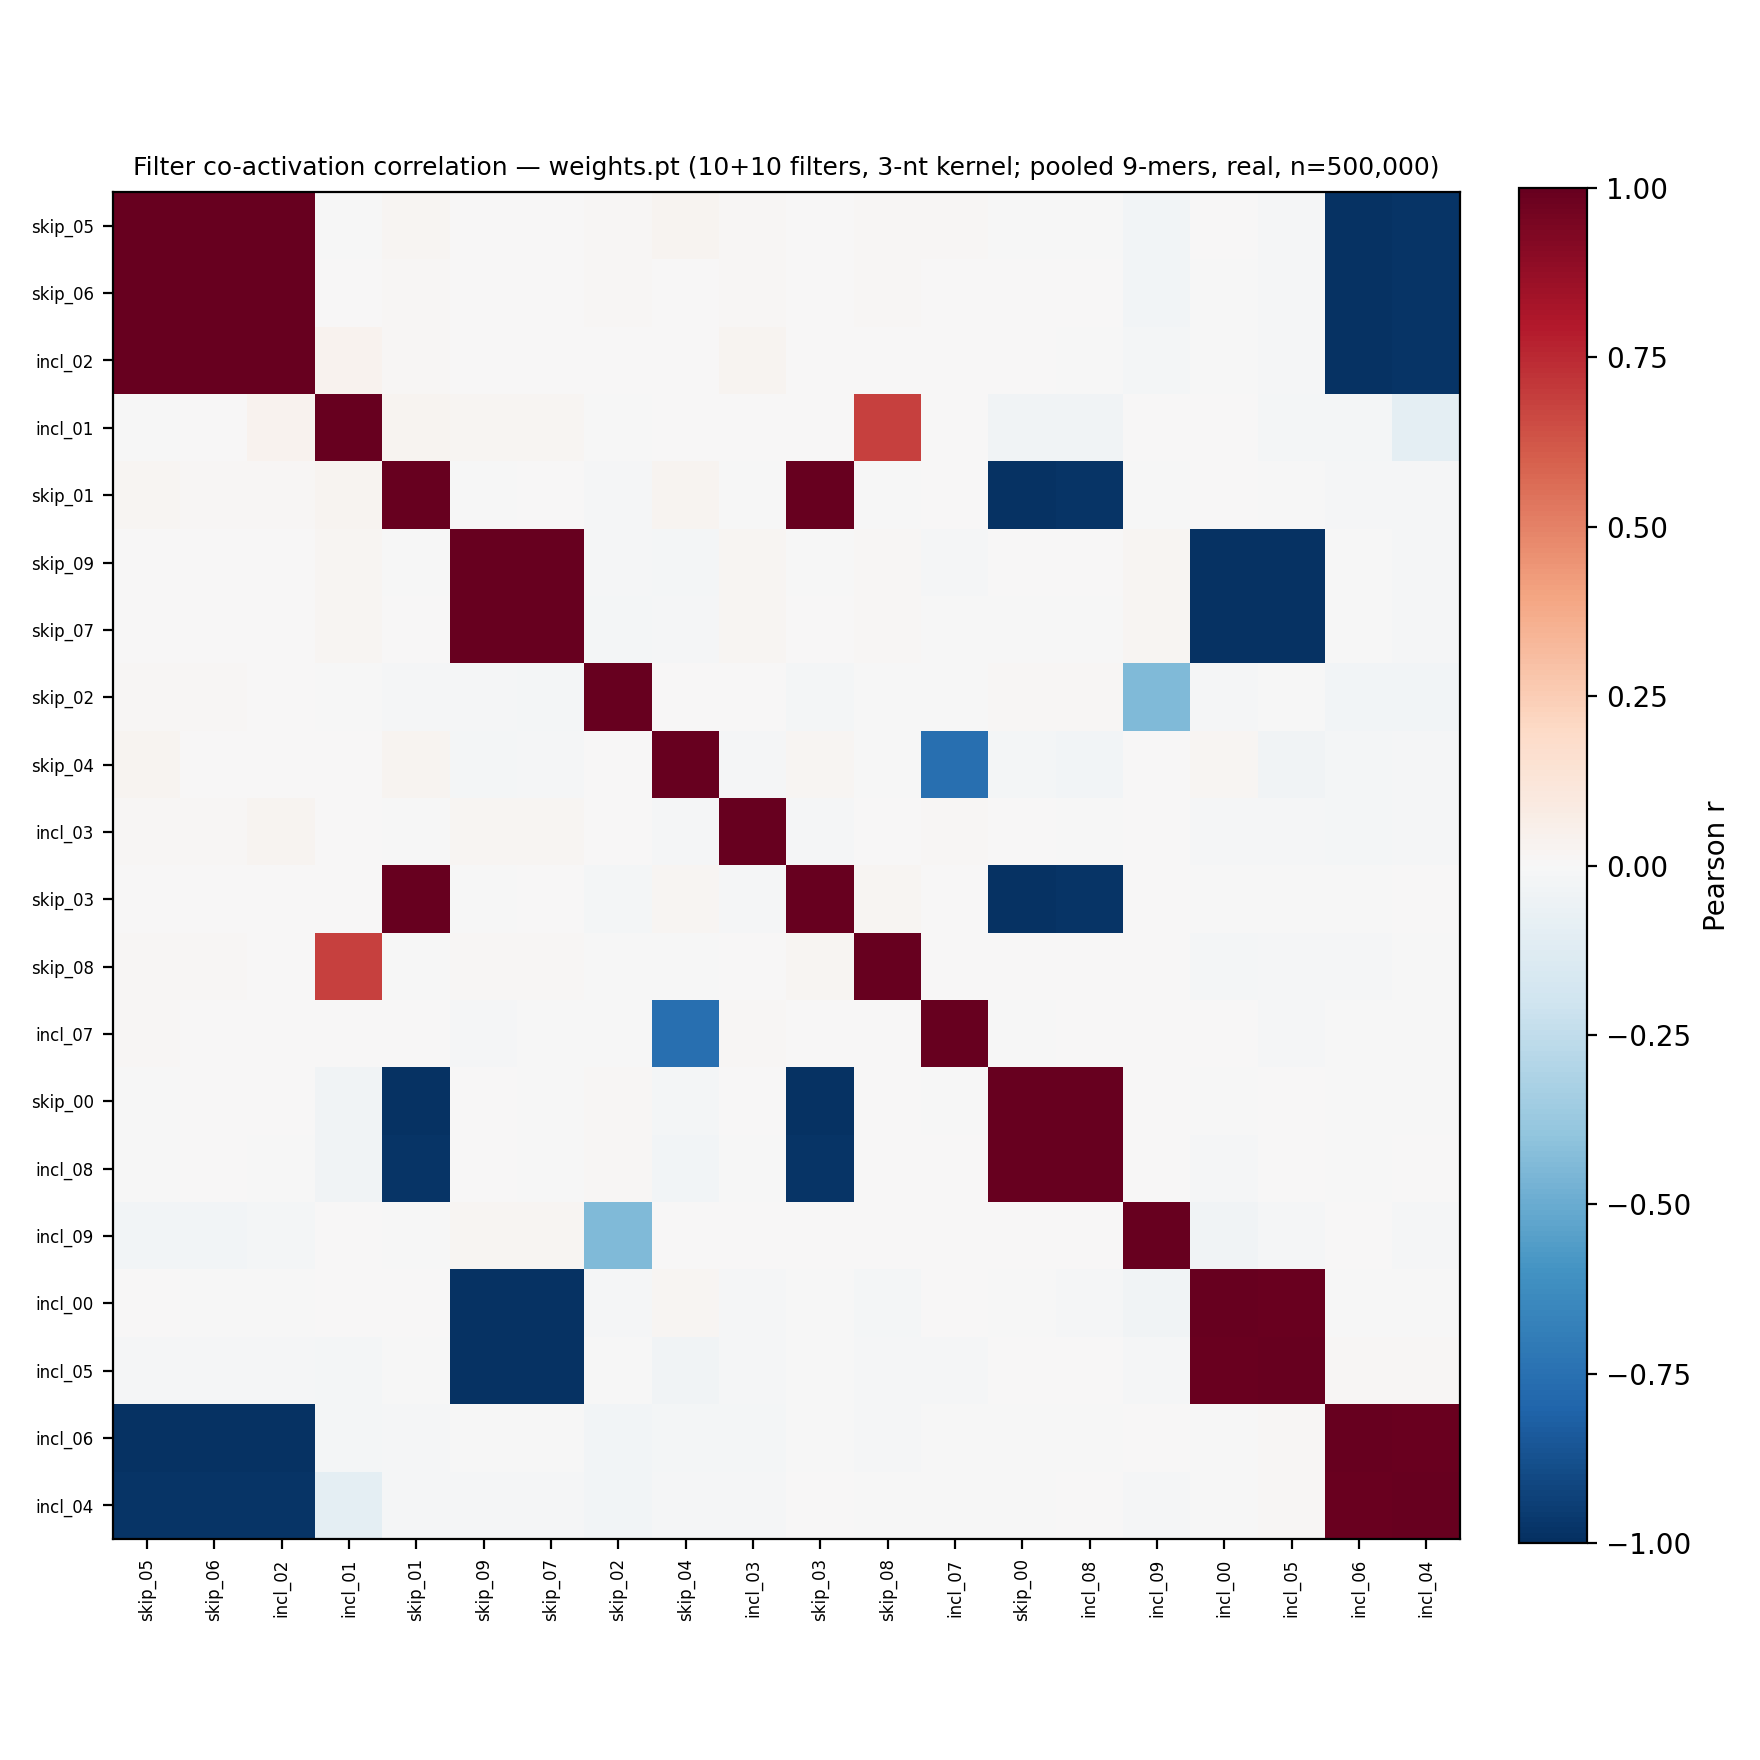 Filter co-activation correlation — weights.pt (10+10 filters, 3-nt kernel; pooled 9-mers, real, n=500,000)
skip_05
skip_06
incl_02
incl_01
skip_01
skip_09
skip_07
skip_02
skip_04
incl_03
skip_03
skip_08
incl_07
skip_00
incl_08
incl_09
incl_00
incl_05
incl_06
incl_04
skip_05
skip_06
incl_02
incl_01
skip_01
skip_09
skip_07
skip_02
skip_04
incl_03
skip_03
skip_08
incl_07
skip_00
incl_08
incl_09
incl_00
incl_05
incl_06
incl_04
1.00
0.75
0.50
0.25
0.00
−0.25
−0.50
−0.75
−1.00
Pearson r